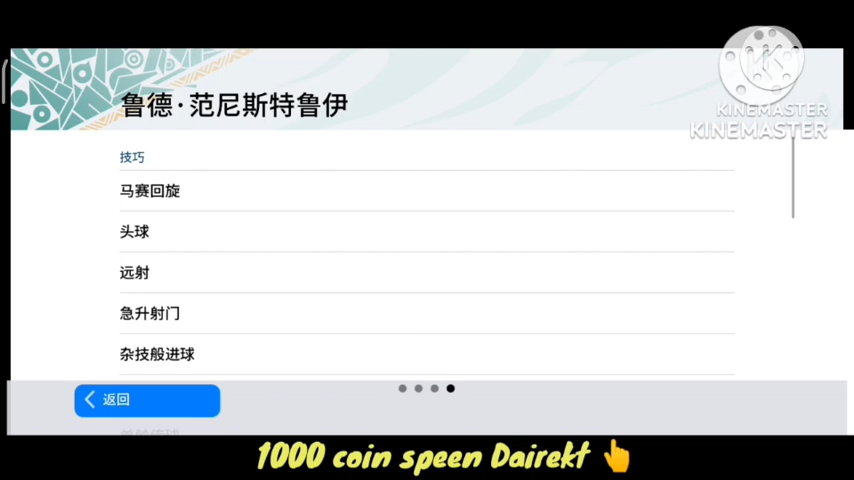 鲁德·范尼斯特鲁伊
KINEMASTER
KINEMASTER
技巧
马赛回旋
头球
远射
急升射门
杂技般进球
返回
1000 coin speen Dairekt